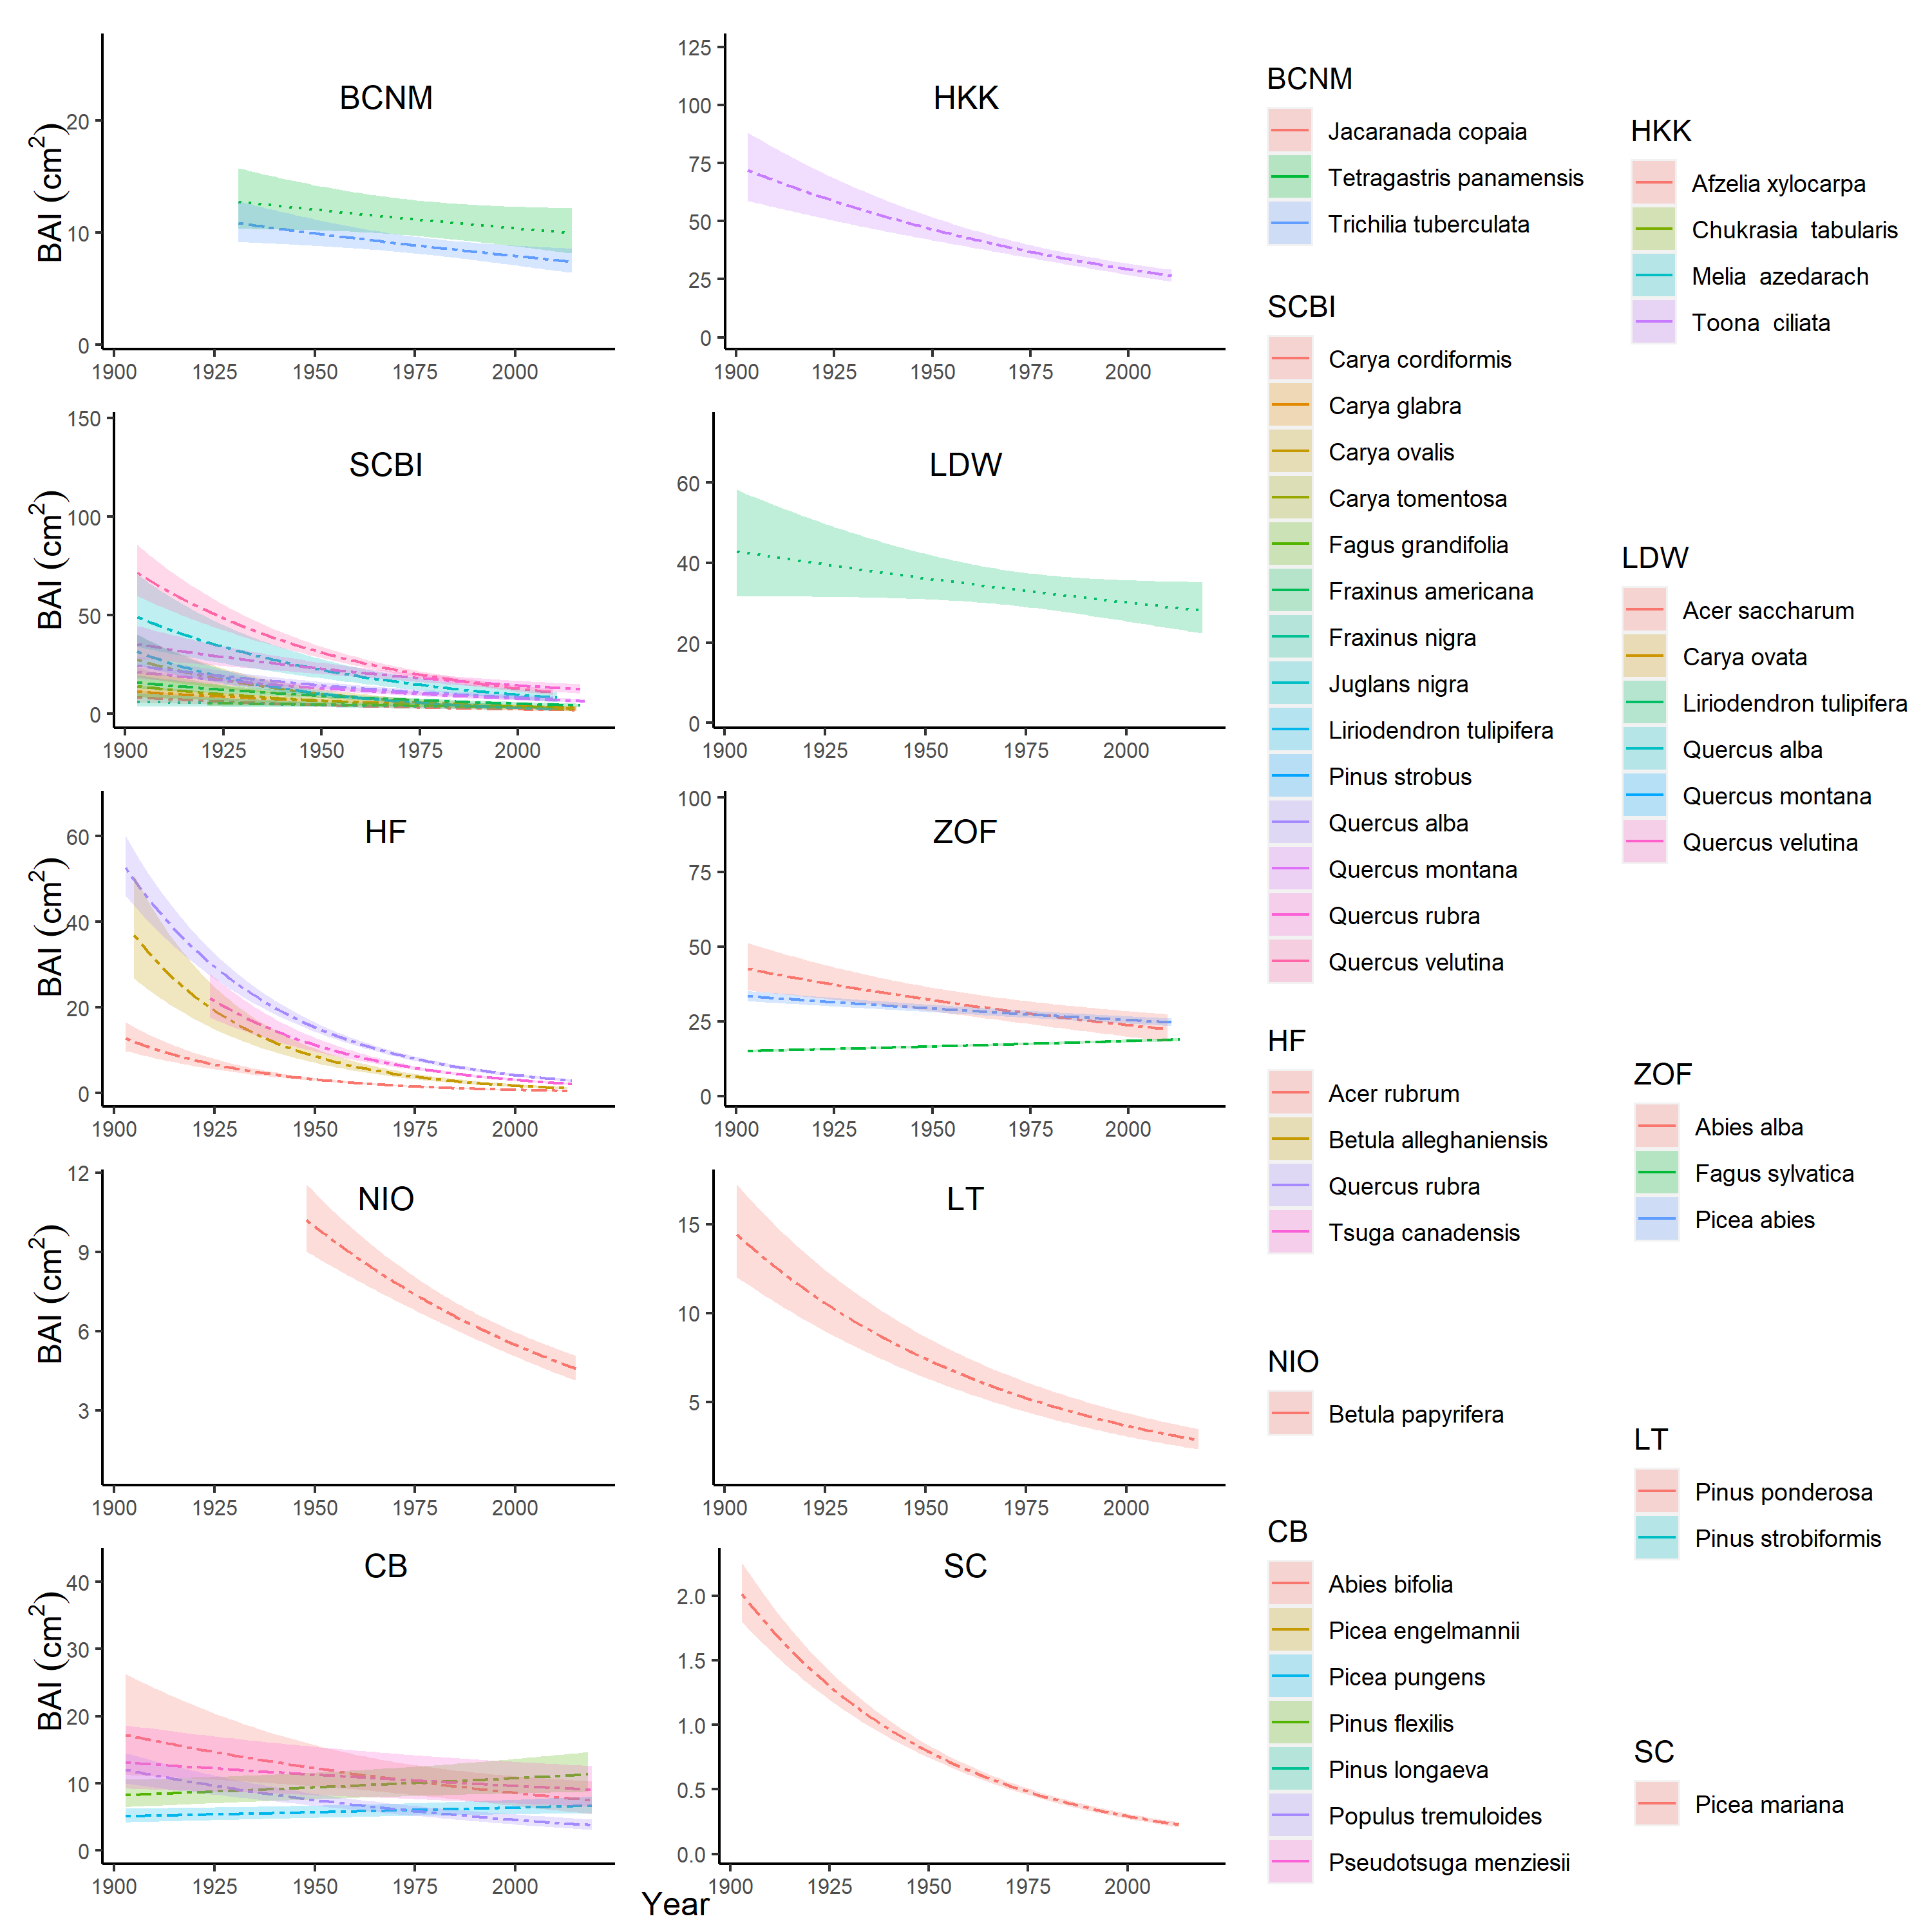 BCNM
BAI (cm2)
20
10
0
1900 1925 1950 1975 2000
HKK
125
100
75
50
25
0
1900 1925 1950 1975 2000
SCBI
BAI (cm2)
150
100
50
0
1900 1925 1950 1975 2000
LDW
60
40
20
0
1900 1925 1950 1975 2000
HF
BAI (cm2)
60
40
20
0
1900 1925 1950 1975 2000
ZOF
100
75
50
25
0
1900 1925 1950 1975 2000
NIO
BAI (cm2)
12
9
6
3
1900 1925 1950 1975 2000
LT
15
10
5
1900 1925 1950 1975 2000
CB
BAI (cm2)
40
30
20
10
0
1900 1925 1950 1975 2000
SC
2.0
1.5
1.0
0.5
0.0
1900 1925 1950 1975 2000
Year
BCNM
Jacaranada copaia
Tetragastris panamensis
Trichilia tuberculata
SCBI
Carya cordiformis
Carya glabra
Carya ovalis
Carya tomentosa
Fagus grandifolia
Fraxinus americana
Fraxinus nigra
Juglans nigra
Liriodendron tulipifera
Pinus strobus
Quercus alba
Quercus montana
Quercus rubra
Quercus velutina
HF
Acer rubrum
Betula alleghaniensis
Quercus rubra
Tsuga canadensis
NIO
Betula papyrifera
CB
Abies bifolia
Picea engelmannii
Picea pungens
Pinus flexilis
Pinus longaeva
Populus tremuloides
Pseudotsuga menziesii
HKK
Afzelia xylocarpa
Chukrasia  tabularis
Melia  azedarach
Toona  ciliata
LDW
Acer saccharum
Carya ovata
Liriodendron tulipifera
Quercus alba
Quercus montana
Quercus velutina
ZOF
Abies alba
Fagus sylvatica
Picea abies
LT
Pinus ponderosa
Pinus strobiformis
SC
Picea mariana